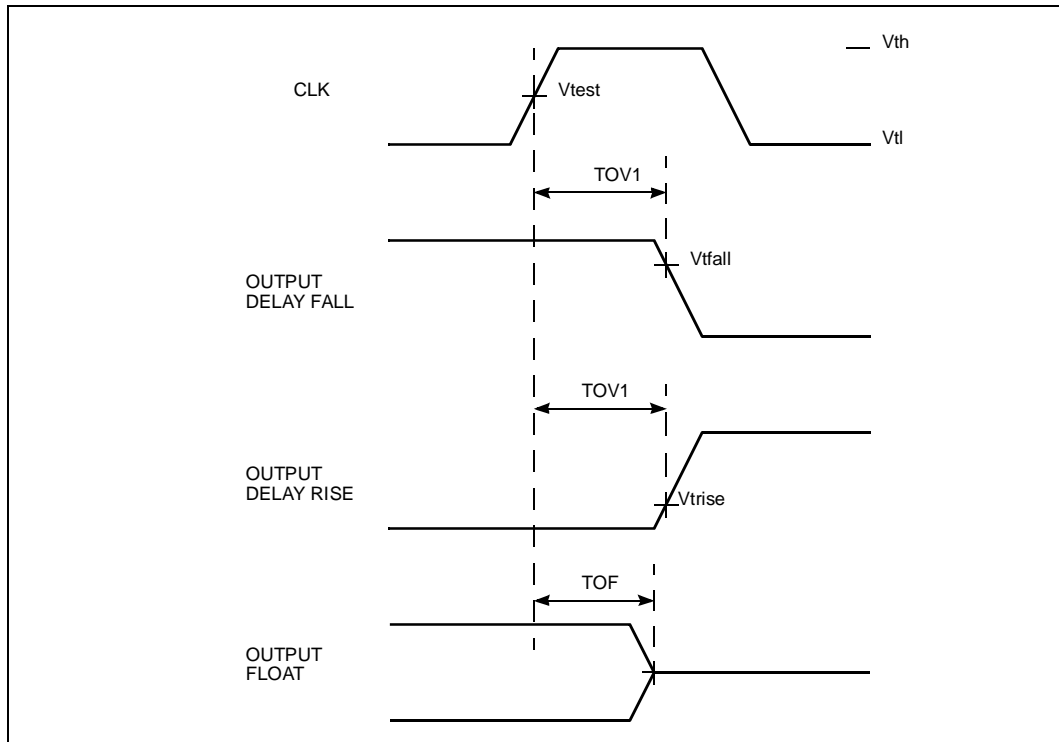 Vth
CLK
Vtest
Vtl
TOV1
Vtfall
OUTPUT
DELAY FALL
TOV1
OUTPUT
DELAY RISE
Vtrise
TOF
OUTPUT
FLOAT